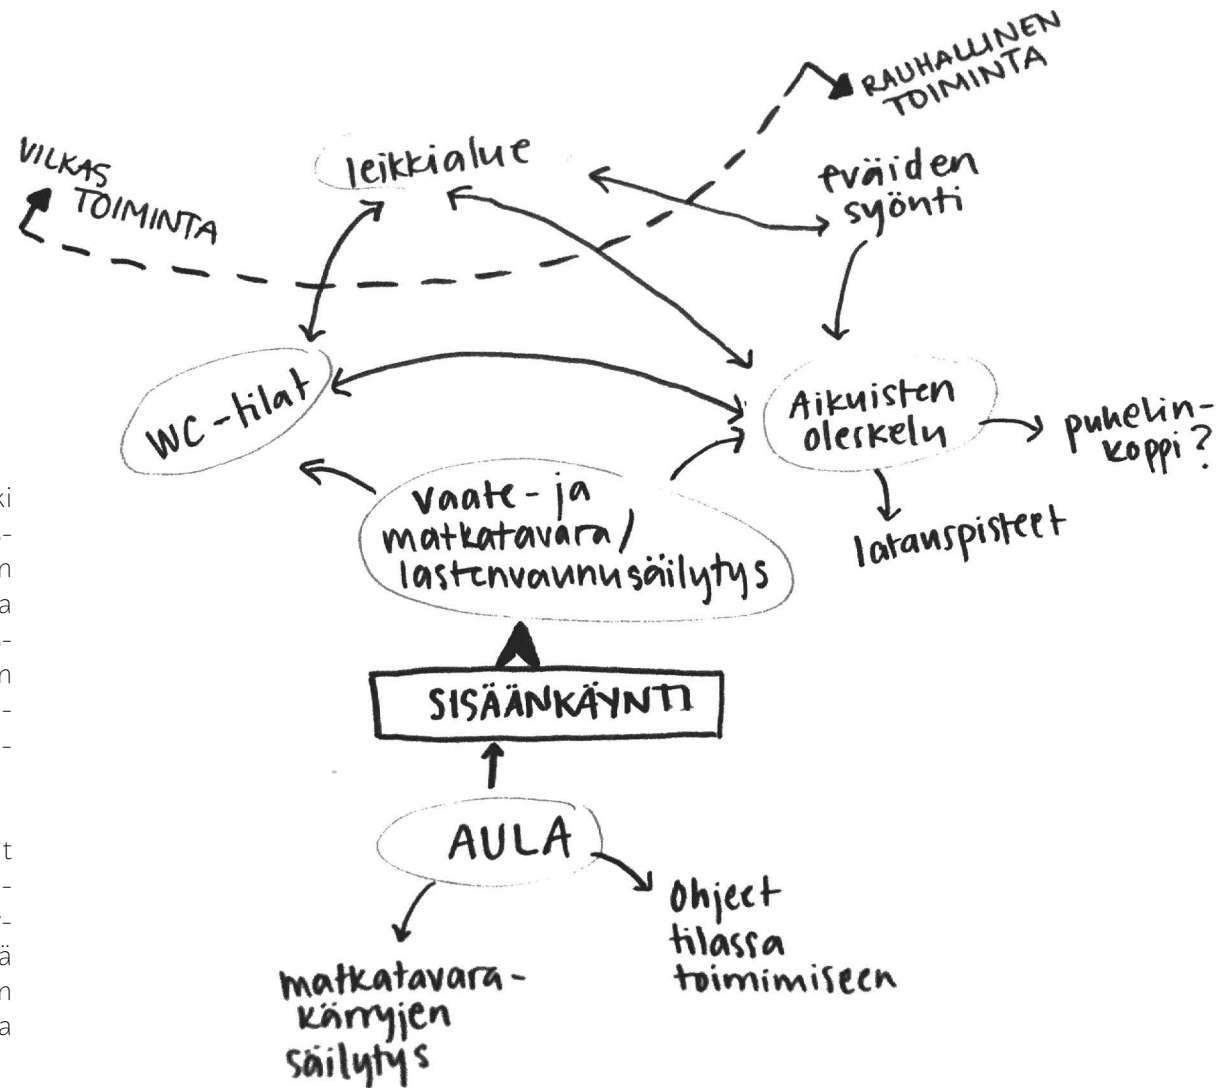 RAUHALLINEN
TOIMINTA
VILKAS
TOIMINTA
leikkialue
eväiden
syönti
WC-tilat
Aikuisten
oleskelu
puhelin-
koppi?
latauspisteet
vaate- ja
matkatavara/
lastenvaunusäilytys
SISÄÄNKÄYNTI
AULA
ohjeet
tilassa
toimimiseen
matkatavara-
kärryjen
säilytys
ki
-
n
a
-
n
-
-
t
-
-
ä
n
a